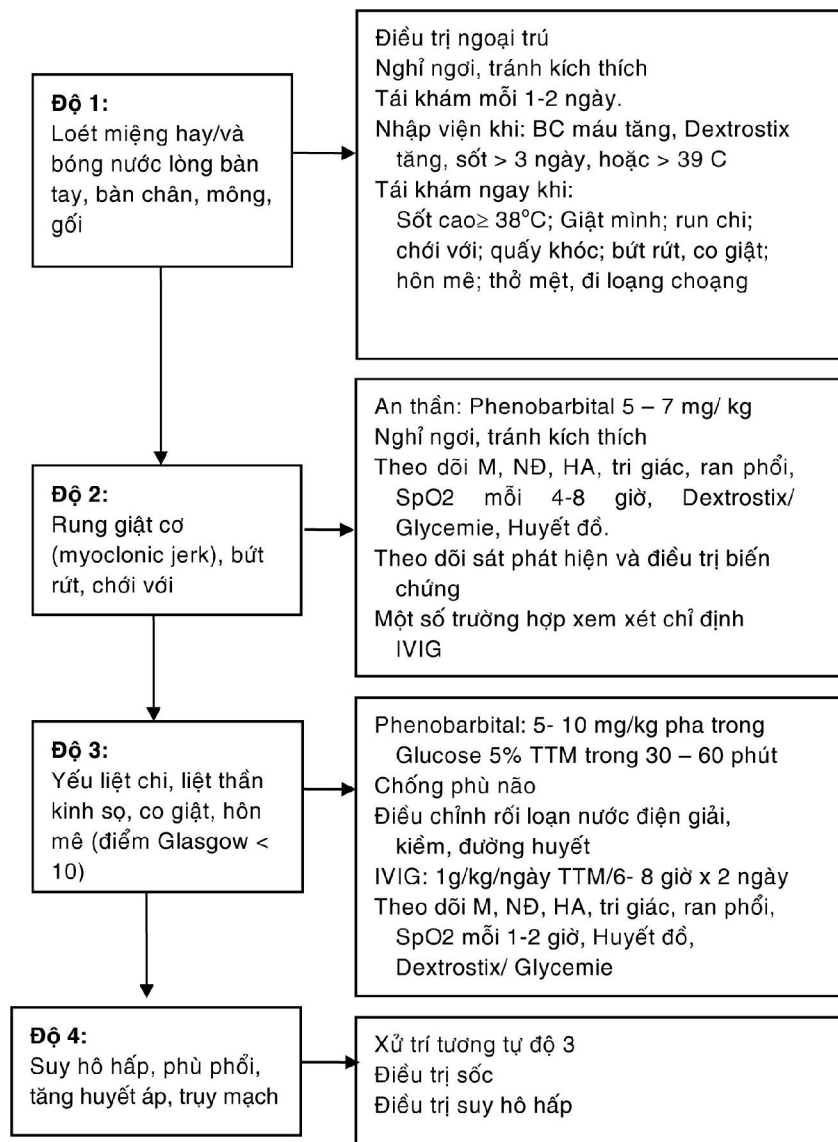 Độ 1:
Loét miệng hay/và
bóng nước lòng bàn
tay, bàn chân, mông,
gối
Điều trị ngoại trú
Nghỉ ngơi, tránh kích thích
Tái khám mỗi 1-2 ngày.
Nhập viện khi: BC máu tăng, Dextrostix
tăng, sốt > 3 ngày, hoặc > 39 C
Tái khám ngay khi:
Sốt cao≥ 38°C; Giật mình; run chi;
chới với; quấy khóc; bứt rứt, co giật;
hôn mê; thở mệt, đi loạng choạng
Độ 2:
Rung giật cơ
(myoclonic jerk), bứt
rứt, chới với
An thần: Phenobarbital 5 – 7 mg/ kg
Nghỉ ngơi, tránh kích thích
Theo dõi M, NĐ, HA, tri giác, ran phổi,
SpO2 mỗi 4-8 giờ, Dextrostix/
Glycemie, Huyết đồ.
Theo dõi sát phát hiện và điều trị biến
chứng
Một số trường hợp xem xét chỉ định
IVIG
Độ 3:
Yếu liệt chi, liệt thần
kinh sọ, co giật, hôn
mê (điểm Glasgow <
10)
Phenobarbital: 5- 10 mg/kg pha trong
Glucose 5% TTM trong 30 – 60 phút
Chống phù não
Điều chỉnh rối loạn nước điện giải,
kiềm, đường huyết
IVIG: 1g/kg/ngày TTM/6- 8 giờ x 2 ngày
Theo dõi M, NĐ, HA, tri giác, ran phổi,
SpO2 mỗi 1-2 giờ, Huyết đồ,
Dextrostix/ Glycemie
Độ 4:
Suy hô hấp, phù phổi,
tăng huyết áp, trụy mạch
Xử trí tương tự độ 3
Điều trị sốc
Điều trị suy hô hấp